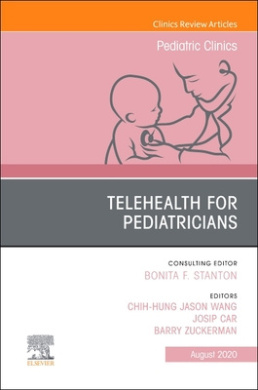 Clinics Review Articles
Pediatric Clinics
TELEHEALTH FOR
PEDIATRICIANS
CONSULTING EDITOR
BONITA F. STANTON
EDITORS
CHIH-HUNG JASON WANG
JOSIP CAR
BARRY ZUCKERMAN
ELSEVIER
August 2020